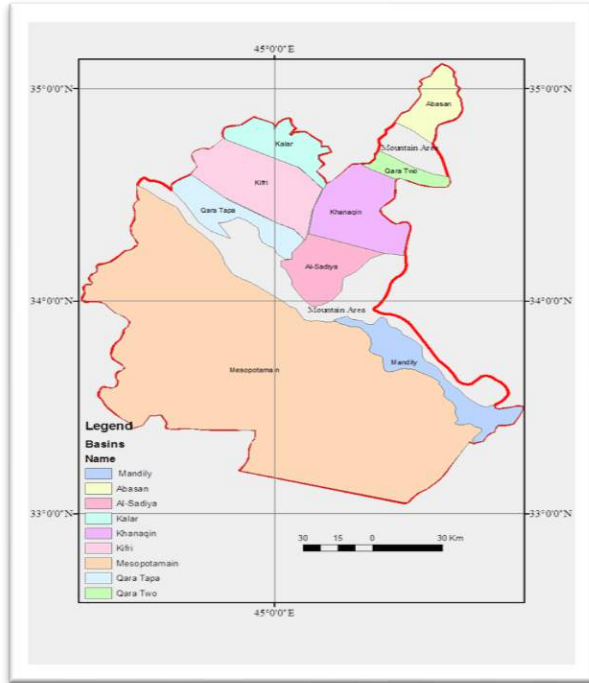 45°0'0"E
35°0'0"N
35°0'0"N
Abasan
Kalar
Mountain Area
Qara Two
Kifri
Qara Tapa
Khanaqin
Al-Sadiya
34°0'0"N
34°0'0"N
Mountain Area
Mandily
Mesopotamain
Legend
Basins
Name
Mandily
Abasan
Al-Sadiya
Kalar
Khanaqin
Kifri
Mesopotamain
Qara Tapa
Qara Two
33°0'0"N
33°0'0"N
30 15 0 30 Km
45°0'0"E